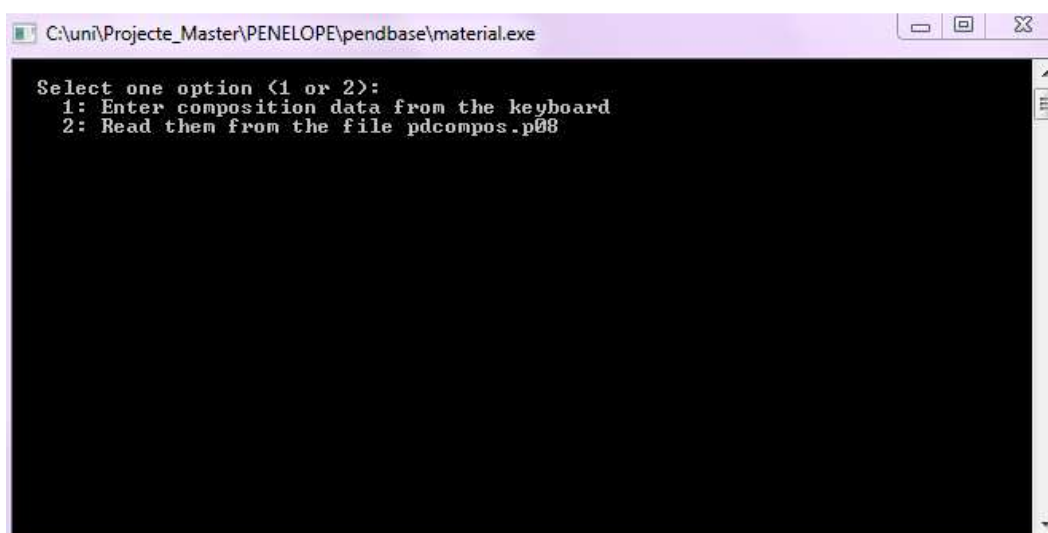 C:\uni\Projecte_Master\PENELOPE\pendbase\material.exe
Select one option (1 or 2):
1: Enter composition data from the keyboard
2: Read them from the file pdcompos.p08